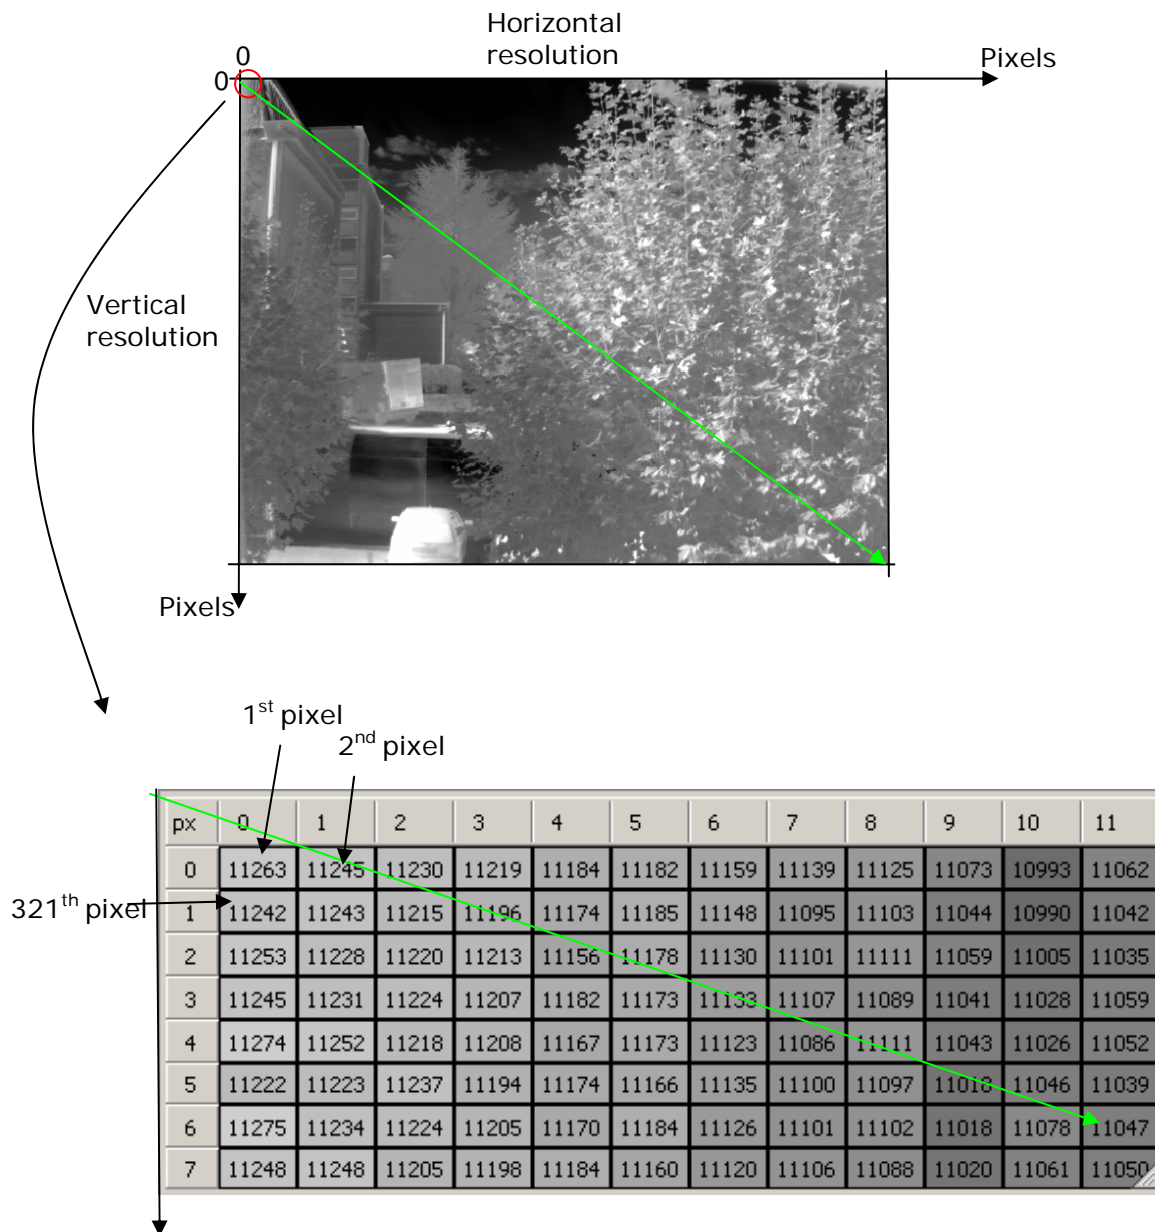 Horizontal
resolution
0
Pixels
0
Vertical
resolution
Pixels
1st pixel
2nd pixel
321th pixel
px 0 1 2 3 4 5 6 7 8 9 10 11
0 11263 11245 11230 11219 11184 11182 11159 11139 11125 11073 10993 11062
1 11242 11243 11215 11196 11174 11185 11148 11095 11103 11044 10990 11042
2 11253 11228 11220 11213 11156 11178 11130 11101 11111 11059 11005 11035
3 11245 11231 11224 11207 11182 11173 11133 11107 11089 11041 11028 11059
4 11274 11252 11218 11208 11167 11173 11123 11086 11111 11043 11026 11052
5 11222 11223 11237 11194 11174 11166 11135 11100 11097 11018 11046 11039
6 11275 11234 11224 11205 11170 11184 11126 11101 11102 11018 11078 11047
7 11248 11248 11205 11198 11184 11160 11120 11106 11088 11020 11061 11050